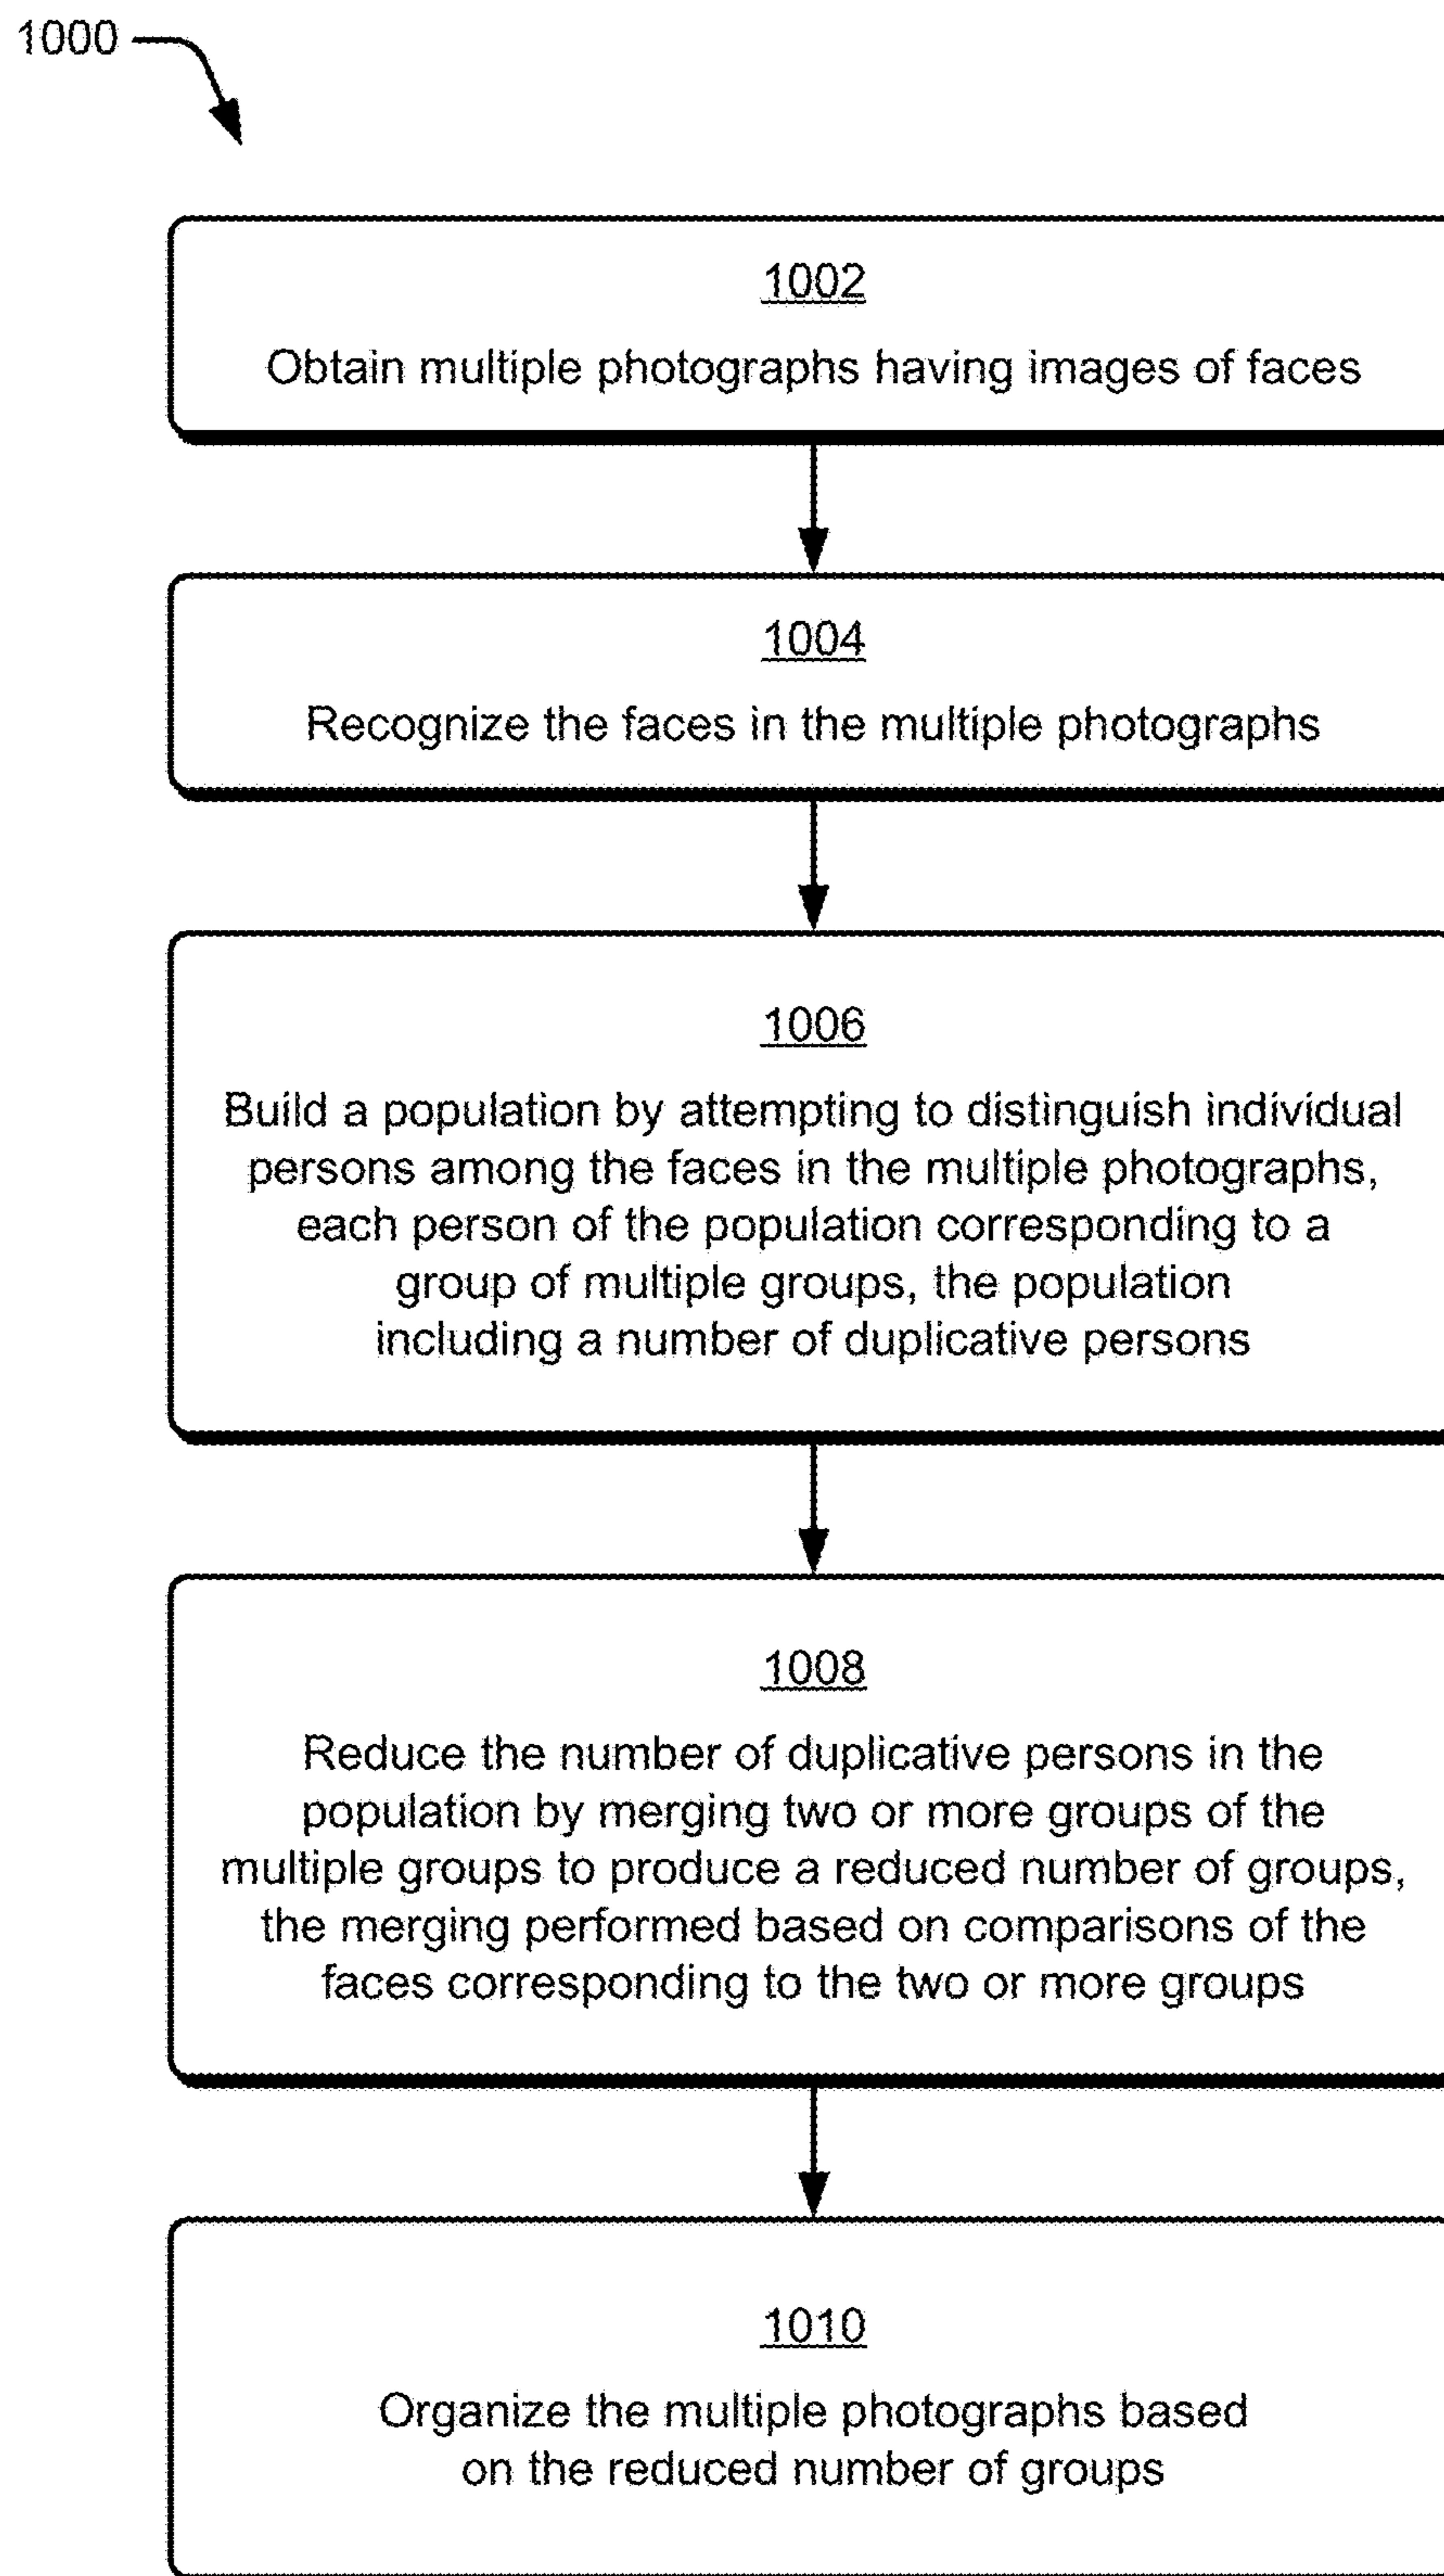 1000
1002
Obtain multiple photographs having images of faces
1004
Recognize the faces in the multiple photographs
1006
Build a population by attempting to distinguish individual
persons among the faces in the multiple photographs,
each person of the population corresponding to a
group of multiple groups, the population
including a number of duplicative persons
1008
Reduce the number of duplicative persons in the
population by merging two or more groups of the
multiple groups to produce a reduced number of groups,
the merging performed based on comparisons of the
faces corresponding to the two or more groups
1010
Organize the multiple photographs based
on the reduced number of groups